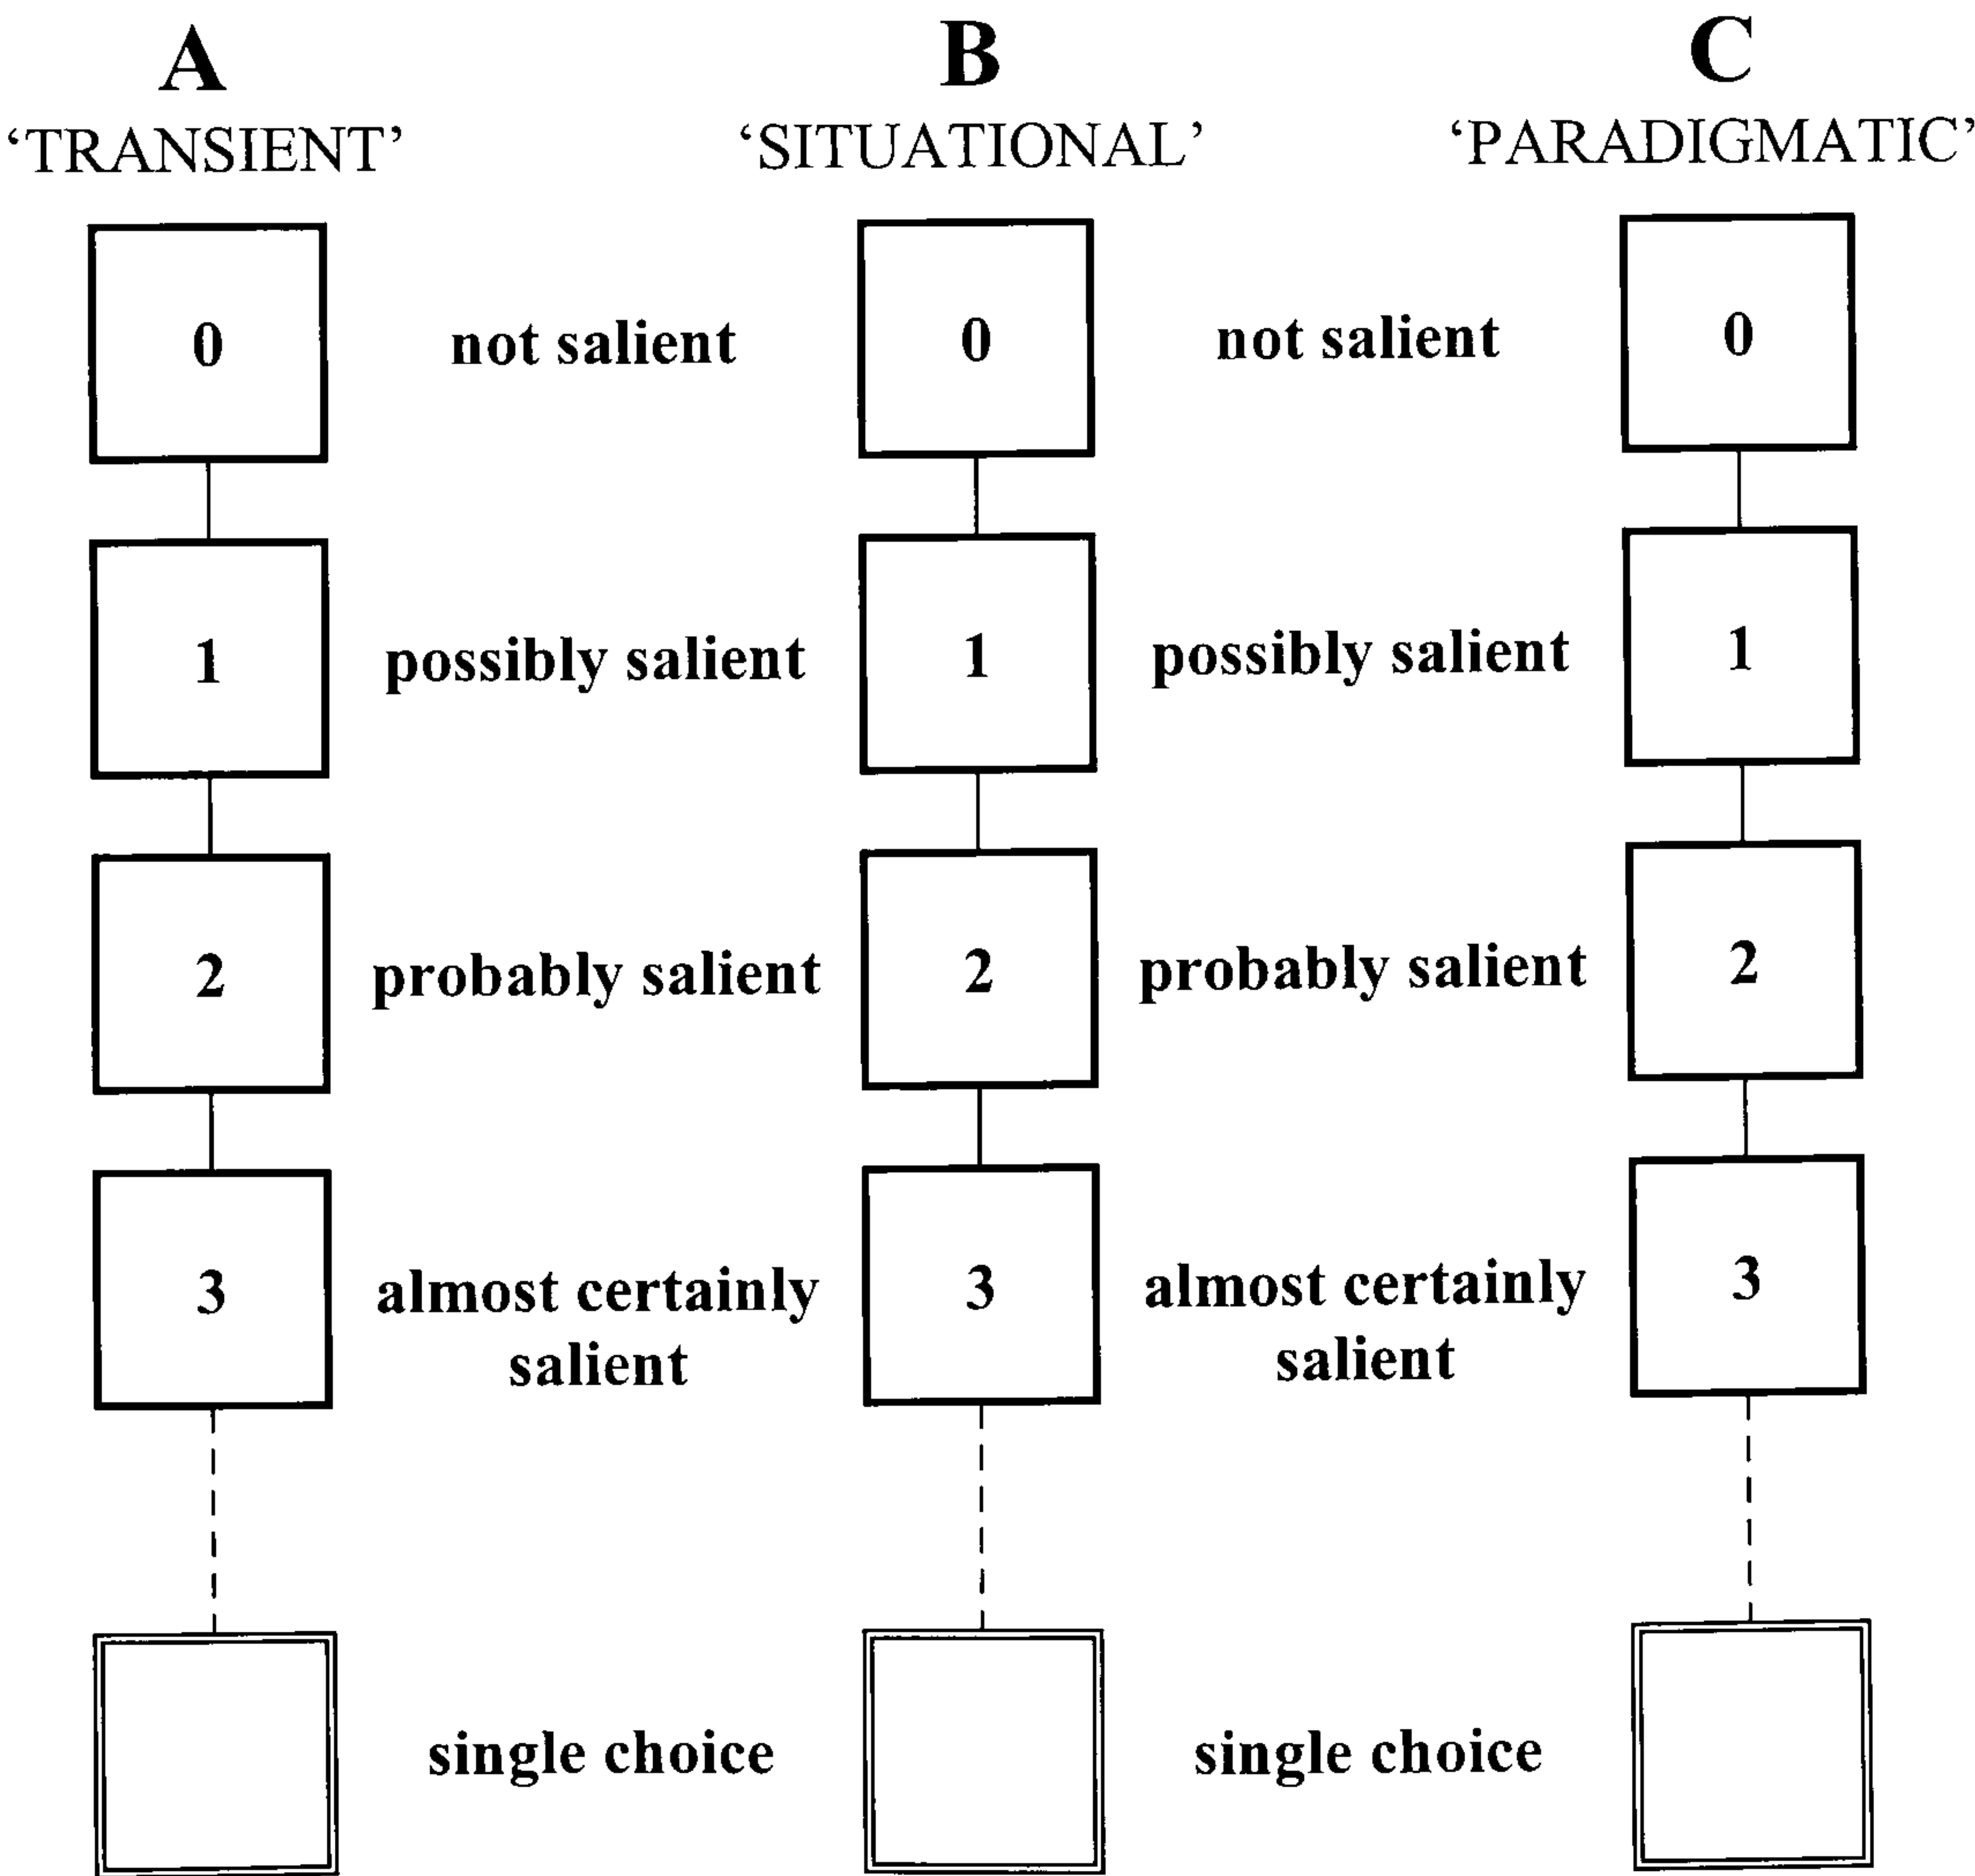 A B C
‘TRANSIENT’ ‘SITUATIONAL’ ‘PARADIGMATIC’
0 not salient 0 not salient 0
1 possibly salient 1 possibly salient 1
2 probably salient 2 probably salient 2
3 almost certainly 3 almost certainly 3
salient salient
single choice single choice